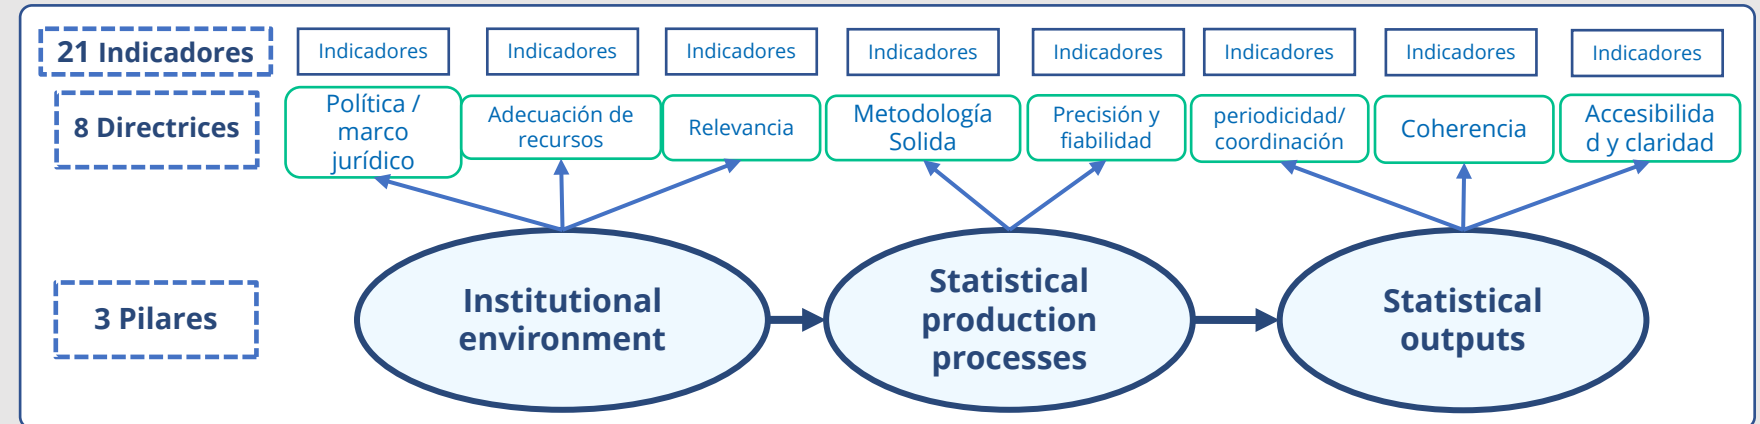 21 Indicadores
Indicadores
Indicadores
Indicadores
Indicadores
Indicadores
Indicadores
Indicadores
Indicadores
8 Directrices
Política /
marco
jurídico
Adecuación de
recursos
Relevancia
Metodología
Solida
Precisión y
fiabilidad
periodicidad/
coordinación
Coherencia
Accesibilida
d y claridad
3 Pilares
Institutional
environment
Statistical
production
processes
Statistical
outputs